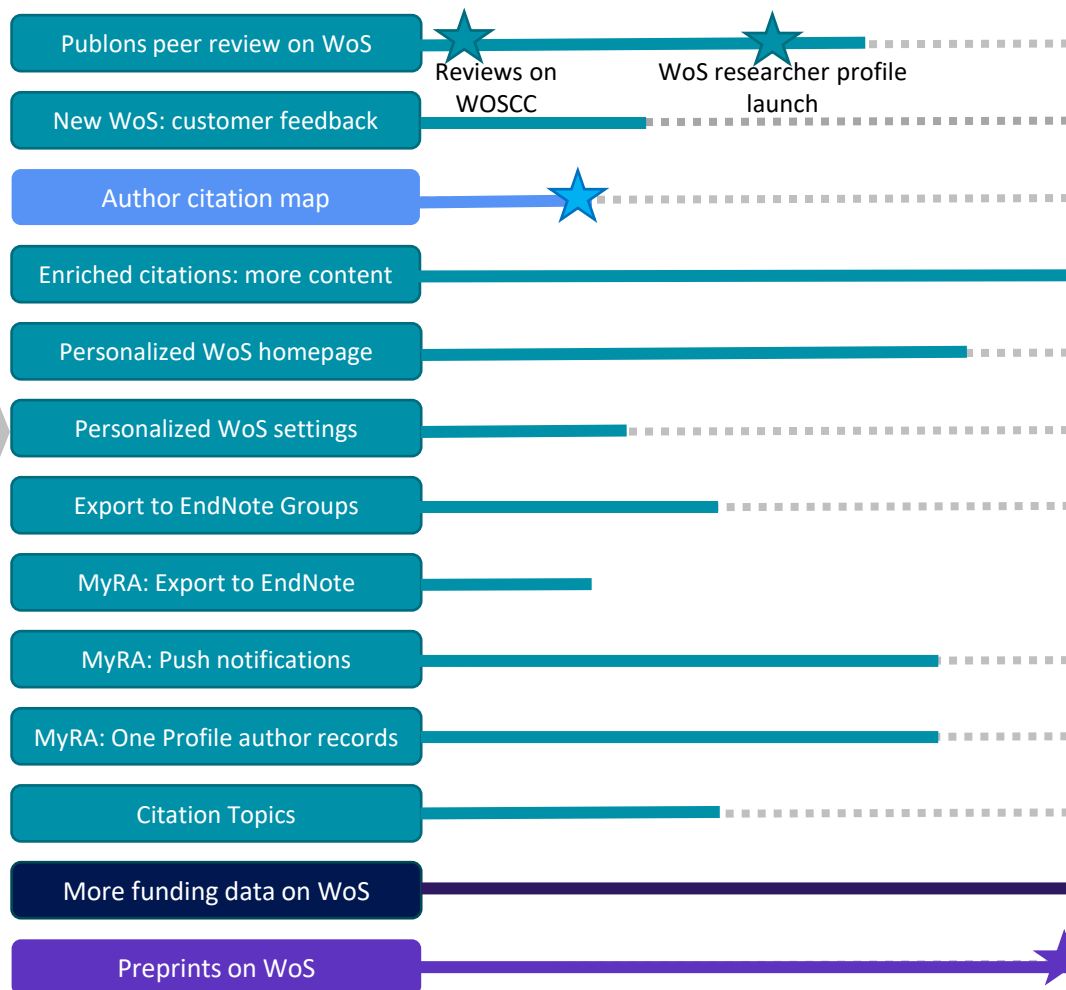 Publons peer review on WoS
Reviews on
WOSCC
WoS researcher profile
launch
New WoS: customer feedback
Author citation map
Enriched citations: more content
Personalized WoS homepage
Personalized WoS settings
Export to EndNote Groups
MyRA: Export to EndNote
MyRA: Push notifications
MyRA: One Profile author records
Citation Topics
More funding data on WoS
Preprints on WoS